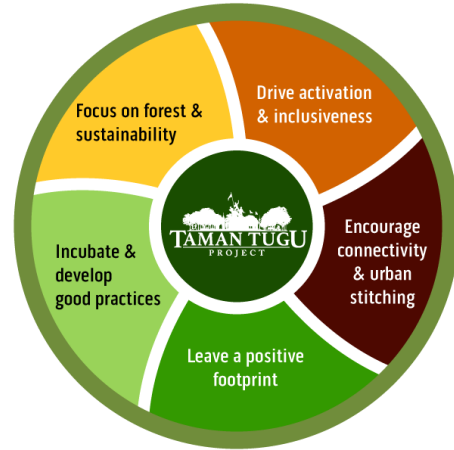 Focus on forest &
sustainability
Drive activation
& inclusiveness
Encourage
connectivity
& urban
stitching
Leave a positive
footprint
Incubate &
develop
good practices
TAMAN TUGU
PROJECT